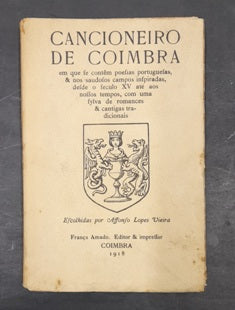 CANCIONEIRO
DE COIMBRA
em que ſe contêm poeſias portugueſas,
& nos saudoſos campos inſpiradas,
deſde o ſeculo XV até aos
noſſos tempos, com uma
ſylva de romances
& cantigas tra-
dicionais
Eſcolhidas por Affonſo Lopes Vieira
França Amado. Editor & impreſſor
COIMBRA
1918